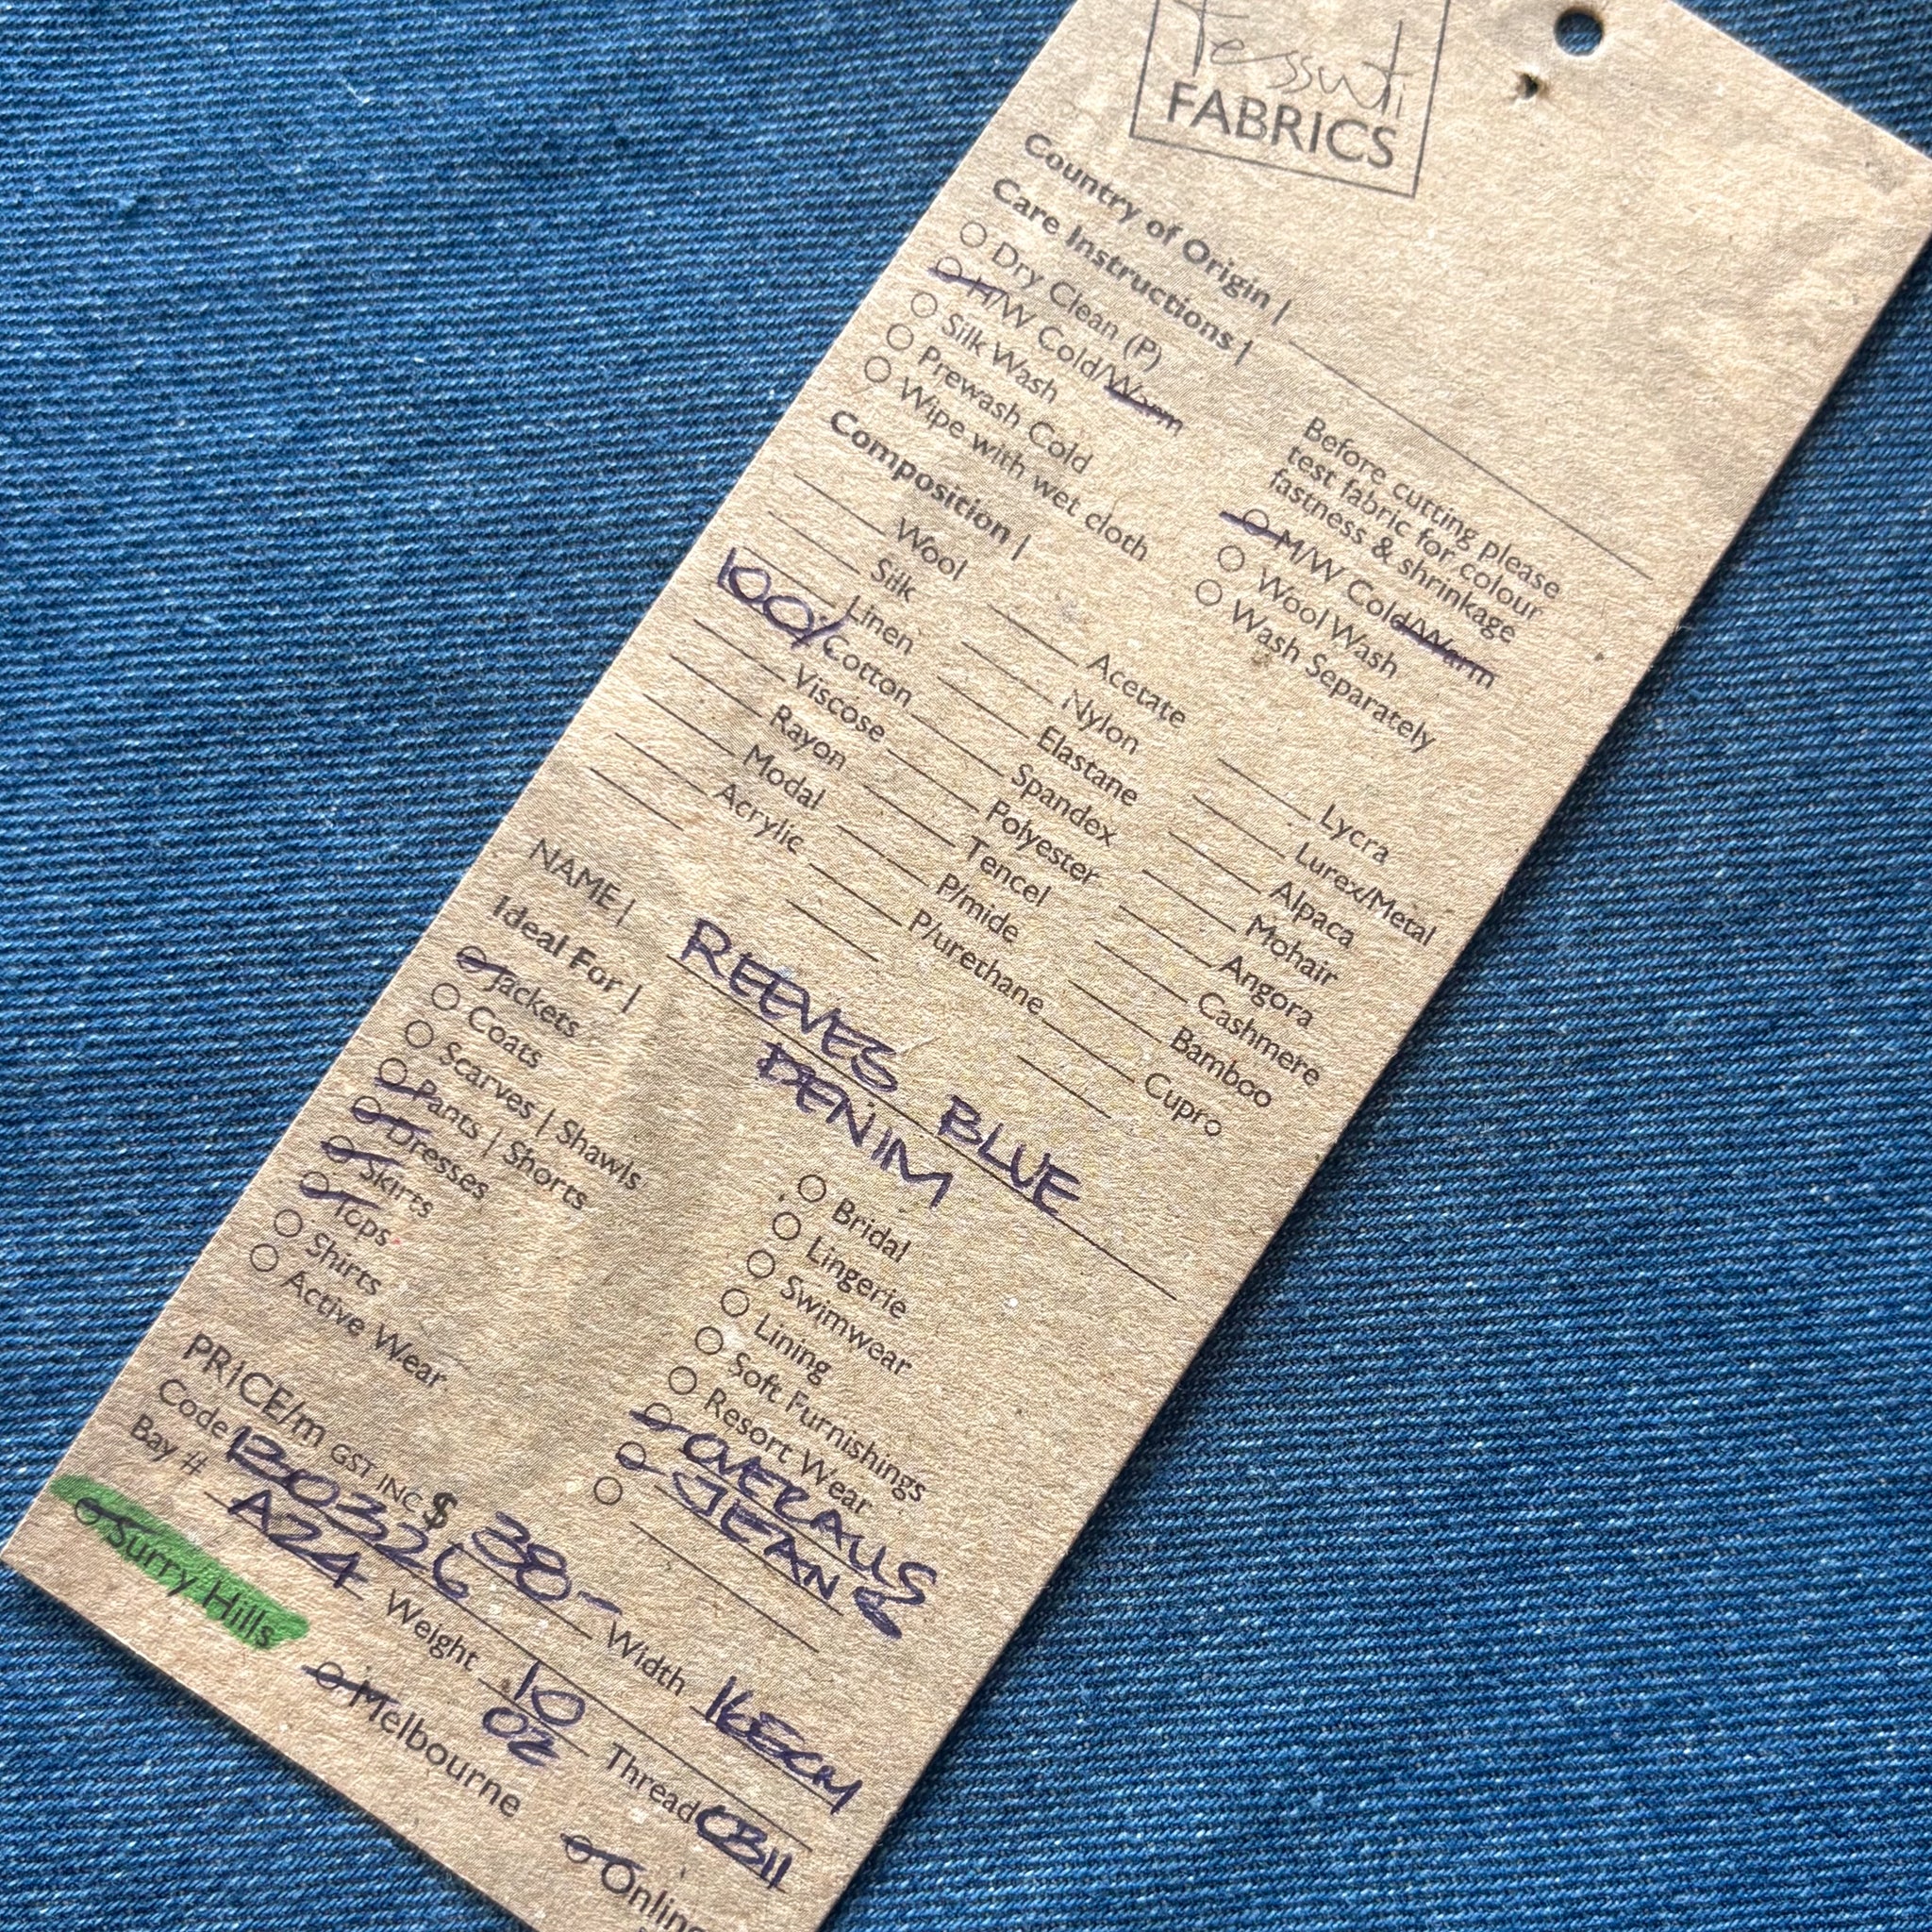 Tessuti
FABRICS
Country of Origin |
Care Instructions |
Dry Clean (P)
H/W Cold/Warm
Silk Wash
Prewash Cold
Wipe with wet cloth
Before cutting please
test fabric for colour
fastness & shrinkage
M/W Cold/Warm
Wool Wash
Wash Separately
Composition |
Wool
Silk
Linen
100% Cotton
Viscose
Rayon
Modal
Acrylic
Acetate
Nylon
Elastane
Spandex
Polyester
Tencel
P/mide
P/urethane
Lycra
Lurex/Metal
Alpaca
Mohair
Angora
Cashmere
Bamboo
Cupro
NAME | REEVES BLUE
DENIM
Ideal For |
Jackets
Coats
Scarves | Shawls
Pants | Shorts
Dresses
Skirts
Tops
Shirts
Active Wear
Bridal
Lingerie
Swimwear
Lining
Soft Furnishings
Resort Wear
OVERALLS
JEANS
PRICE/m GST INC $ 38- Width
Code 130326
Bay # A24 Weight 10 OZ Thread CB11
Surry Hills
Melbourne
Online